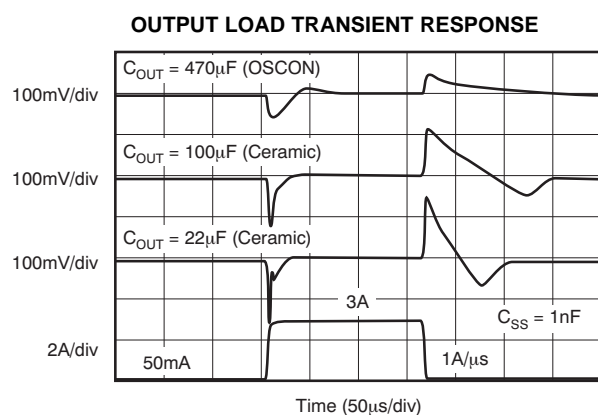 OUTPUT LOAD TRANSIENT RESPONSE
C_OUT = 470μF (OSCON)
100mV/div
C_OUT = 100μF (Ceramic)
100mV/div
C_OUT = 22μF (Ceramic)
100mV/div
3A
C_SS = 1nF
2A/div
50mA
1A/μs
Time (50μs/div)